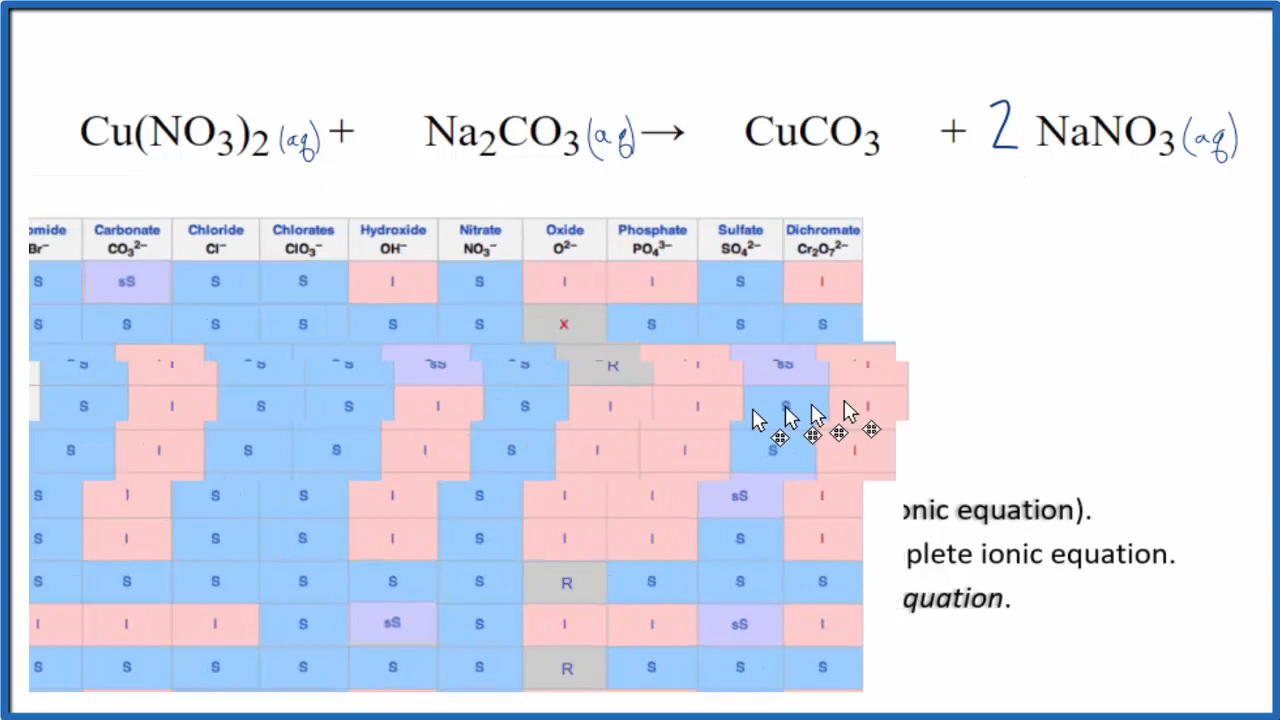 Cu(NO₃)₂ (aq) + Na₂CO₃ (aq) → CuCO₃ + 2 NaNO₃ (aq)
omide Carbonate Chloride Chlorates Hydroxide Nitrate Oxide Phosphate Sulfate Dichromate
Br⁻ CO₃²⁻ Cl⁻ ClO₃⁻ OH⁻ NO₃⁻ O²⁻ PO₄³⁻ SO₄²⁻ Cr₂O₇²⁻
S sS S S I S I I S I
S S S S S S X S S S
S I S S sS S R I sS I
S I S S I S I I S I
S I S S I S I I S I
S I S S I S I I sS I
S I S S I S I I S I
S S S S S S R S S S
I I I S sS S I I sS I
S S S S S S R S S S
onic equation).
plete ionic equation.
quation.